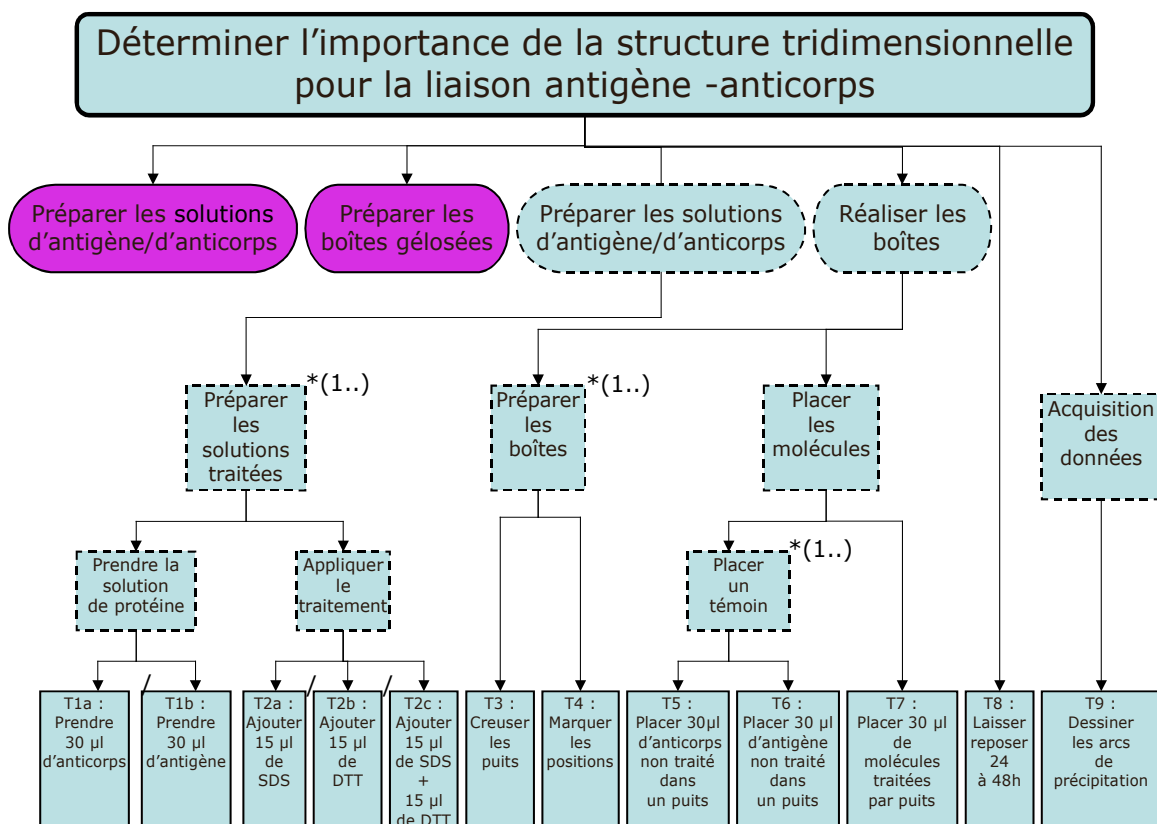 Déterminer l'importance de la structure tridimensionnelle
pour la liaison antigène -anticorps
Préparer les solutions
d'antigène/d'anticorps
Préparer les
boîtes gélosées
Préparer les solutions
d'antigène/d'anticorps
Réaliser les
boîtes
*(1..)
Préparer
les
solutions
traitées
*(1..)
Préparer
les
boîtes
Placer
les
molécules
Acquisition
des
données
Prendre la
solution
de protéine
Appliquer
le
traitement
*(1..)
Placer
un
témoin
T1a :
Prendre
30 µl
d'anticorps
/
T1b :
Prendre
30 µl
d'antigène
T2a :
Ajouter
15 µl
de
SDS
/
T2b :
Ajouter
15 µl
de
DTT
/
T2c :
Ajouter
15 µl
de SDS
+
15 µl
de DTT
T3 :
Creuser
les
puits
T4 :
Marquer
les
positions
T5 :
Placer 30µl
d'anticorps
non traité
dans
un puits
T6 :
Placer 30 µl
d'antigène
non traité
dans
un puits
T7 :
Placer 30 µl
de
molécules
traitées
par puits
T8 :
Laisser
reposer
24
à 48h
T9 :
Dessiner
les arcs
de
précipitation